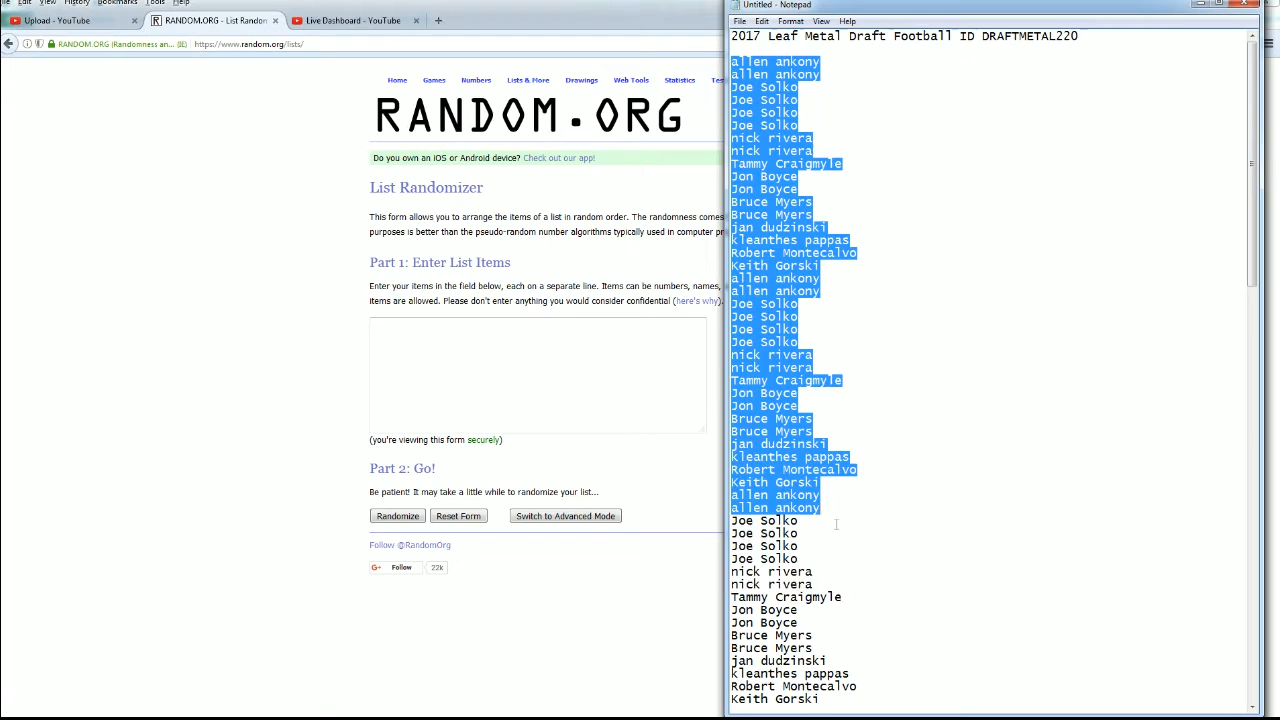 File Edit View History Bookmarks Tools Help
Upload - YouTube
RANDOM.ORG - List Random
Live Dashboard - YouTube
RANDOM.ORG (Randomness an... (IE)
https://www.random.org/lists/
Home Games Numbers Lists & More Drawings Web Tools Statistics
RANDOM.ORG
Do you own an iOS or Android device? Check out our app!
List Randomizer
This form allows you to arrange the items of a list in random order. The randomness comes
purposes is better than the pseudo-random number algorithms typically used in computer
Part 1: Enter List Items
Enter your items in the field below, each on a separate line. Items can be numbers, names,
items are allowed. Please don't enter anything you would consider confidential (here's why).
(you're viewing this form securely)
Part 2: Go!
Be patient! It may take a little while to randomize your list...
Randomize
Reset Form
Switch to Advanced Mode
Follow @RandomOrg
Follow
22k
Untitled - Notepad
File Edit Format View Help
2017 Leaf Metal Draft Football ID DRAFTMETAL220
allen ankony
allen ankony
Joe Solko
Joe Solko
Joe Solko
Joe Solko
nick rivera
nick rivera
Tammy Craigmyle
Jon Boyce
Jon Boyce
Bruce Myers
Bruce Myers
jan dudzinski
kleanthes pappas
Robert Montecalvo
Keith Gorski
allen ankony
allen ankony
Joe Solko
Joe Solko
Joe Solko
Joe Solko
nick rivera
nick rivera
Tammy Craigmyle
Jon Boyce
Jon Boyce
Bruce Myers
Bruce Myers
jan dudzinski
kleanthes pappas
Robert Montecalvo
Keith Gorski
allen ankony
allen ankony
Joe Solko
Joe Solko
Joe Solko
Joe Solko
nick rivera
nick rivera
Tammy Craigmyle
Jon Boyce
Jon Boyce
Bruce Myers
Bruce Myers
jan dudzinski
kleanthes pappas
Robert Montecalvo
Keith Gorski